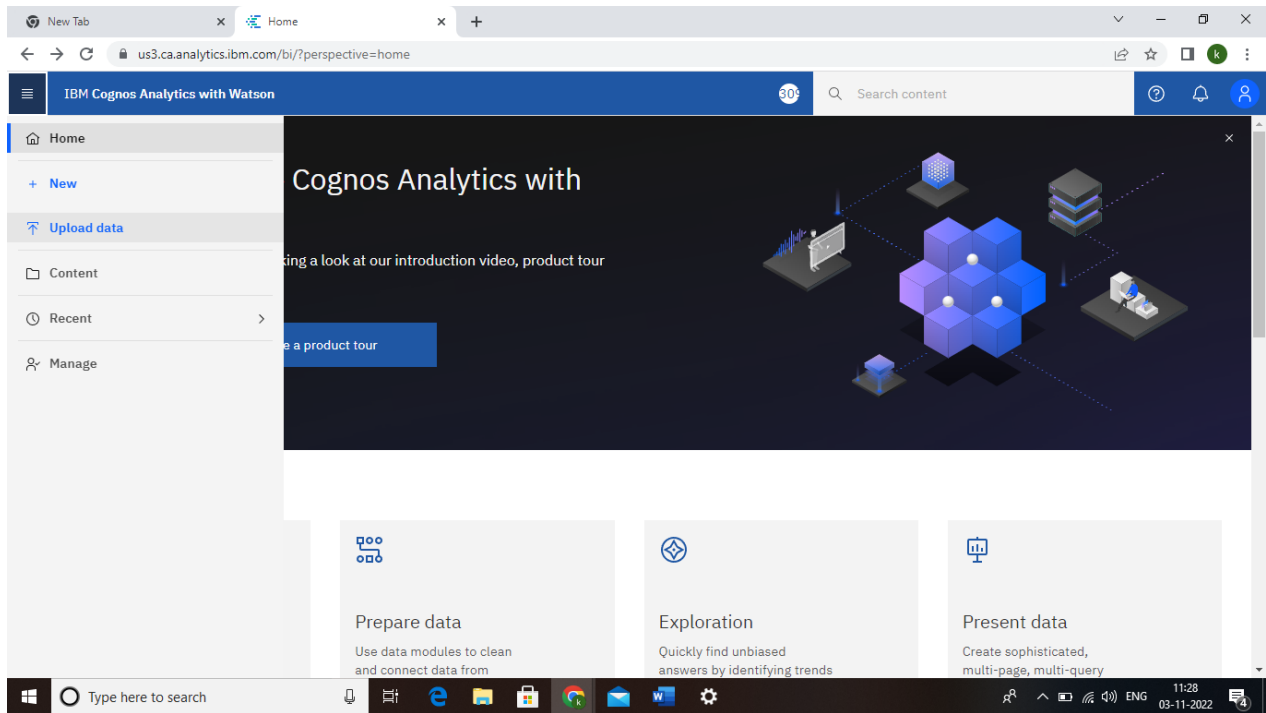 New Tab
Home
us3.ca.analytics.ibm.com/bi/?perspective=home
k
IBM Cognos Analytics with Watson
Search content
Home
New
Upload data
Content
Recent
Manage
Cognos Analytics with
king a look at our introduction video, product tour
e a product tour
Prepare data
Use data modules to clean
and connect data from
Exploration
Quickly find unbiased
answers by identifying trends
Present data
Create sophisticated,
multi-page, multi-query
Type here to search
ENG
11:28
03-11-2022
4